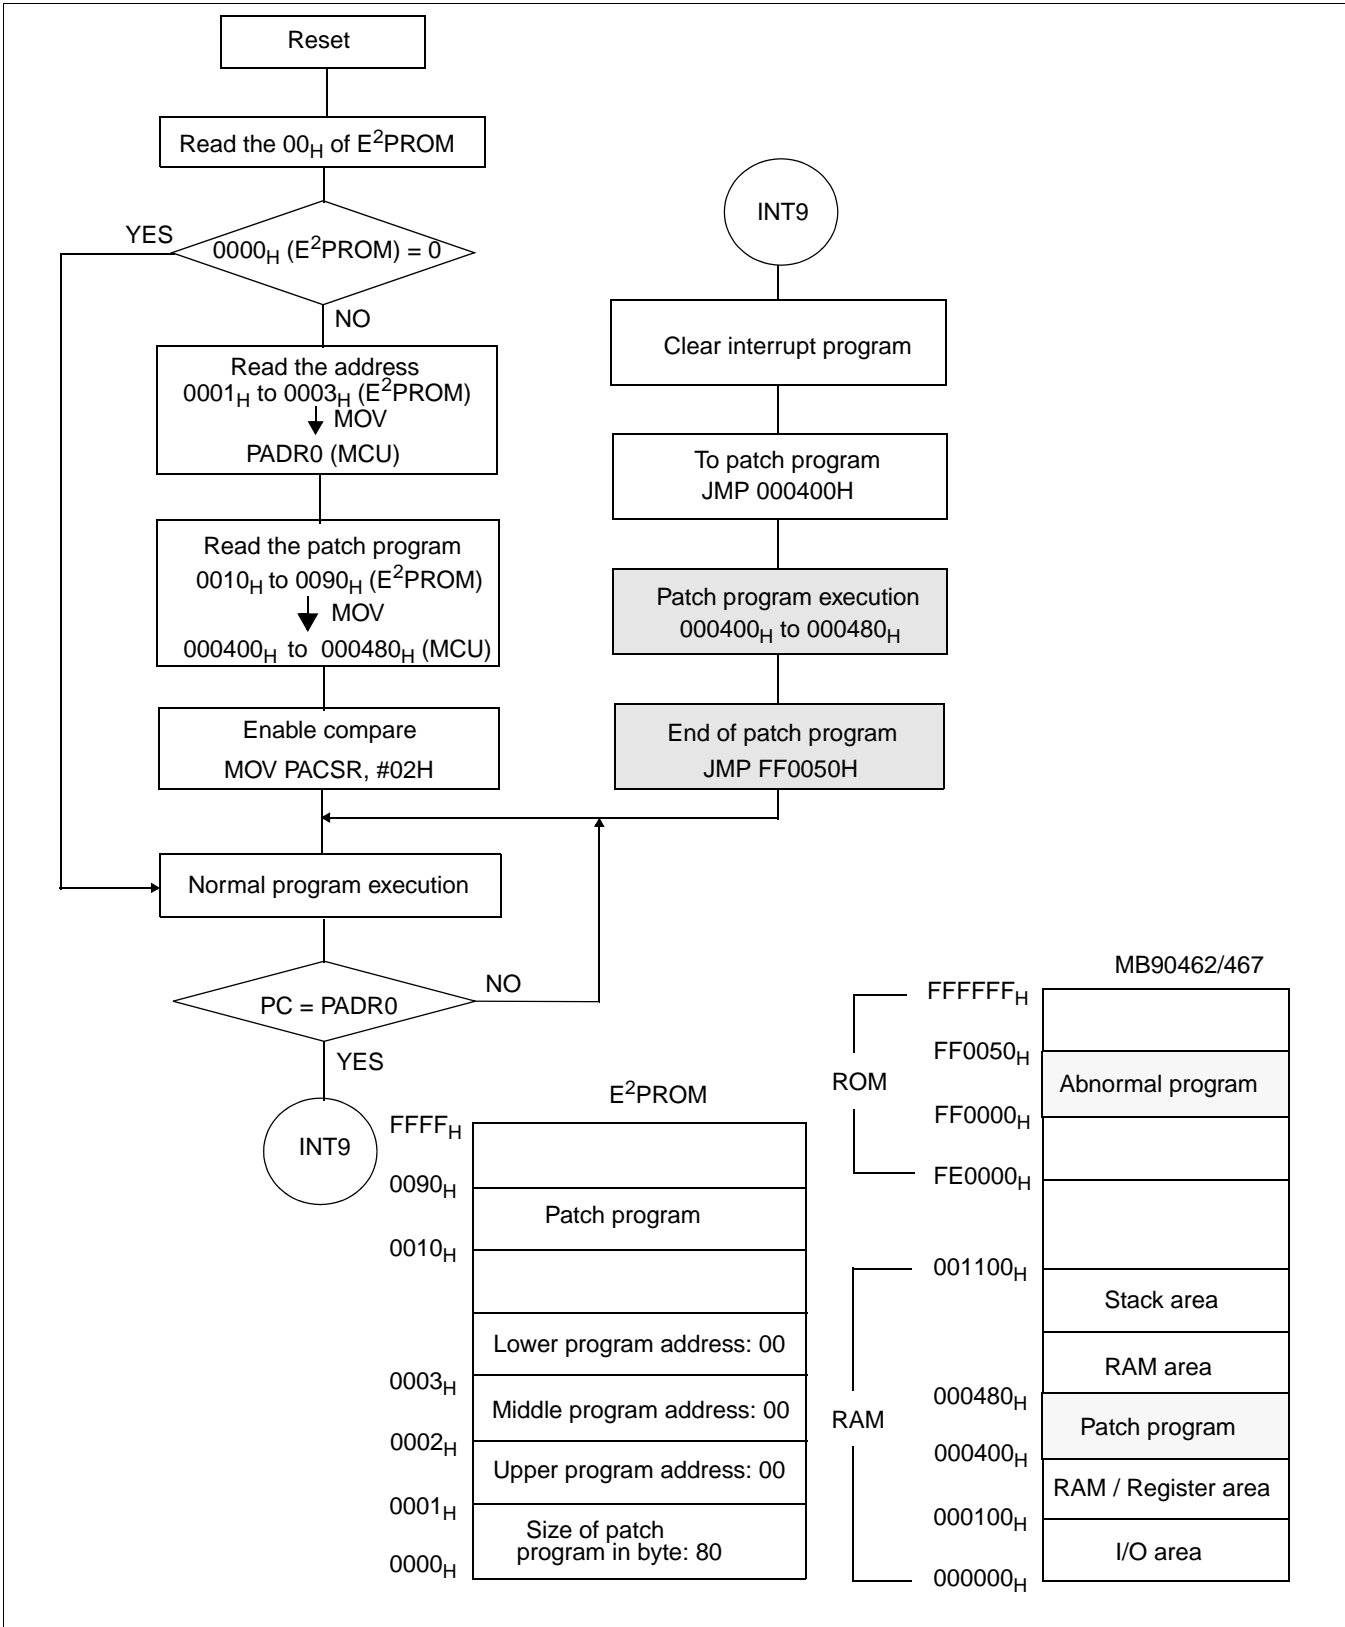 Reset
Read the 00H of E2PROM
YES
0000H (E2PROM) = 0
NO
Read the address
0001H to 0003H (E2PROM)
MOV
PADR0 (MCU)
Read the patch program
0010H to 0090H (E2PROM)
MOV
000400H to 000480H (MCU)
Enable compare
MOV PACSR, #02H
Normal program execution
PC = PADR0
NO
YES
INT9
INT9
Clear interrupt program
To patch program
JMP 000400H
Patch program execution
000400H to 000480H
End of patch program
JMP FF0050H
E2PROM
FFFFH
0090H
Patch program
0010H
Lower program address: 00
0003H
Middle program address: 00
0002H
Upper program address: 00
0001H
Size of patch
program in byte: 80
0000H
MB90462/467
FFFFFFH
FF0050H
ROM
Abnormal program
FF0000H
FE0000H
001100H
Stack area
RAM area
000480H
RAM
Patch program
000400H
RAM / Register area
000100H
I/O area
000000H